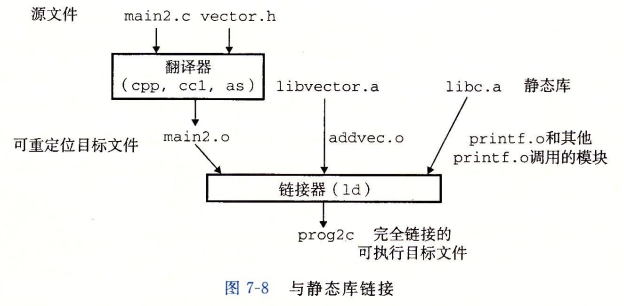 源文件 main2.c vector.h
翻译器
(cpp, cc1, as)
libvector.a libc.a 静态库
可重定位目标文件 main2.o addvec.o printf.o和其他
printf.o调用的模块
链接器(ld)
prog2c 完全链接的
可执行目标文件
图 7-8 与静态库链接